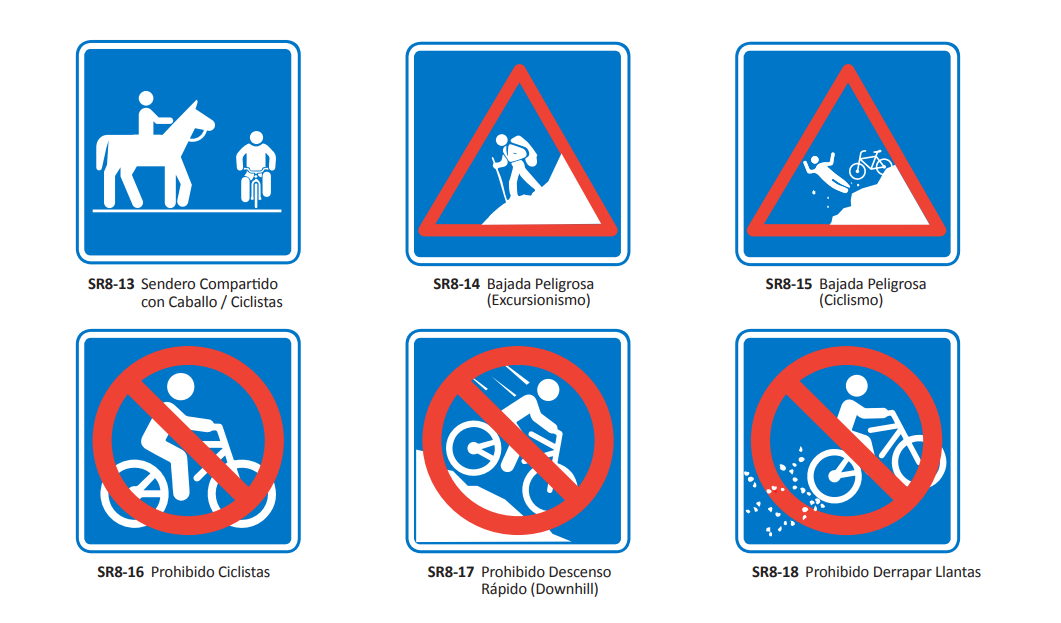 SR8-13 Sendero Compartido
con Caballo / Ciclistas
SR8-14 Bajada Peligrosa
(Excursionismo)
SR8-15 Bajada Peligrosa
(Ciclismo)
SR8-16 Prohibido Ciclistas
SR8-17 Prohibido Descenso
Rápido (Downhill)
SR8-18 Prohibido Derrapar Llantas